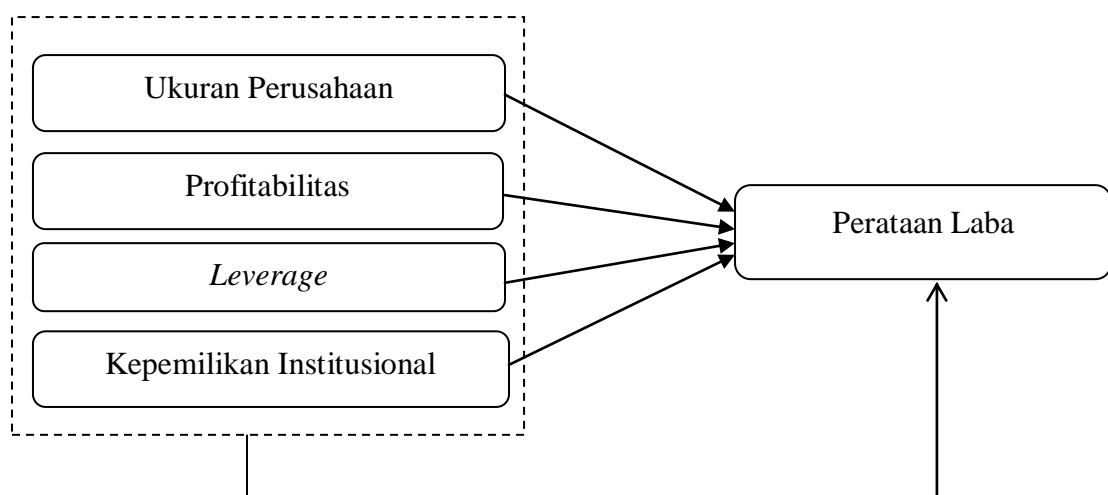 Ukuran Perusahaan
Profitabilitas
Leverage
Kepemilikan Institusional
Perataan Laba